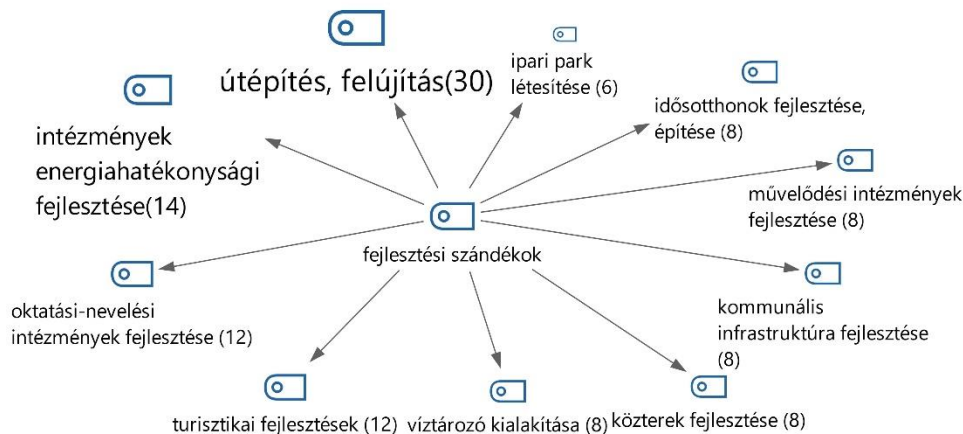 útépítés, felújítás(30)
ipari park
létesítése (6)
idősotthonok fejlesztése,
építése (8)
intézmények
energiahatékonysági
fejlesztése(14)
művelődési intézmények
fejlesztése (8)
fejlesztési szándékok
oktatási-nevelési
intézmények fejlesztése (12)
kommunális
infrastruktúra fejlesztése
(8)
turisztikai fejlesztések (12)
víztározó kialakítása (8)
közterek fejlesztése (8)